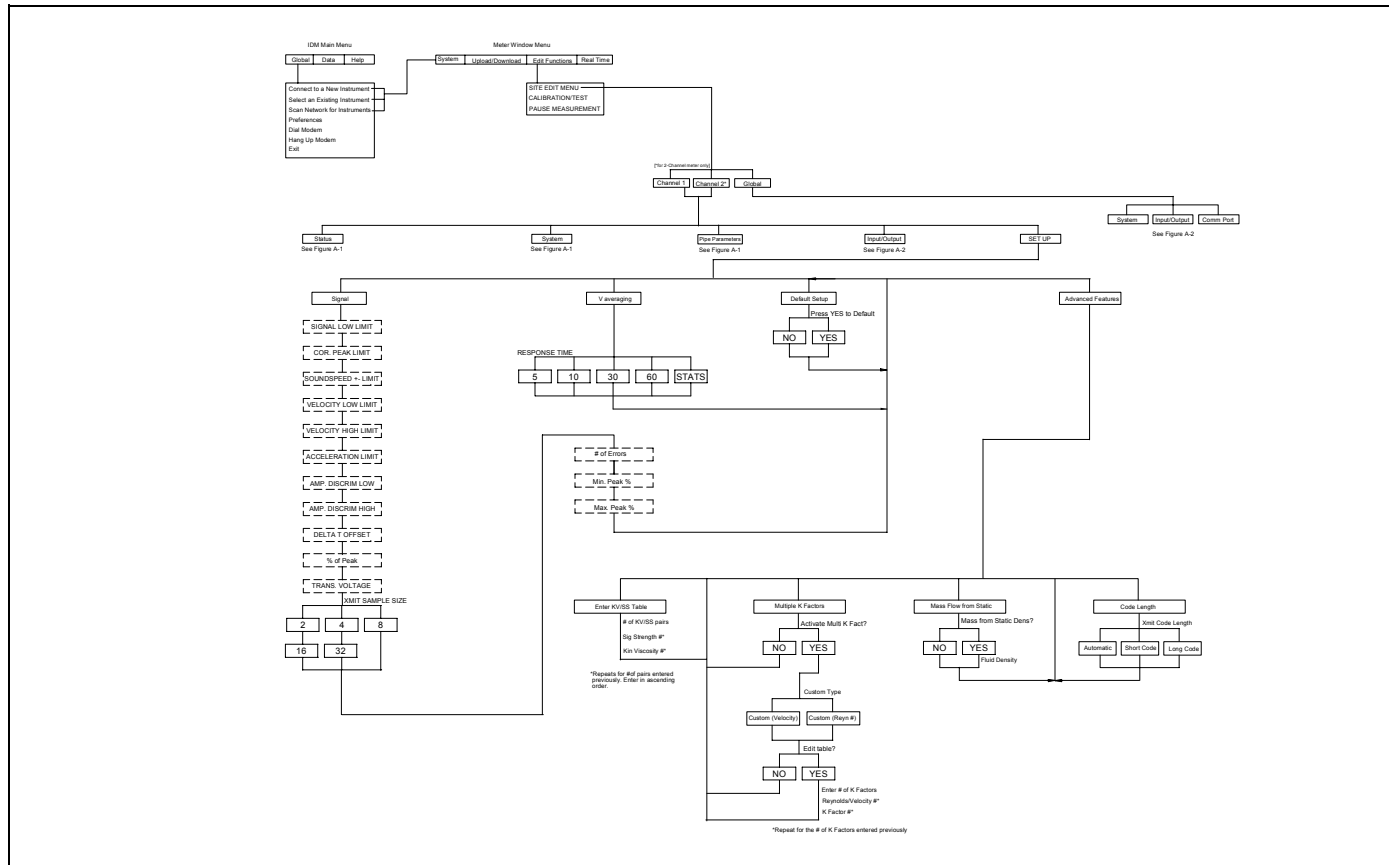 IDM Main Menu
Meter Window Menu
Global Data Help
System Upload/Download Edit Functions Real Time
Connect to a New Instrument
Select an Existing Instrument
Scan Network for Instruments
Preferences
Dial Modem
Hang Up Modem
Exit
SITE EDIT MENU
CALIBRATION/TEST
PAUSE MEASUREMENT
[*for 2-Channel meter only]
Channel 1 Channel 2* Global
System Input/Output Comm Port
See Figure A-2
Status System Pipe Parameters Input/Output SET UP
See Figure A-1 See Figure A-1 See Figure A-1 See Figure A-2
Signal V averaging Default Setup Advanced Features
SIGNAL LOW LIMIT
COR. PEAK LIMIT
SOUNDSPEED +- LIMIT
VELOCITY LOW LIMIT
VELOCITY HIGH LIMIT
ACCELERATION LIMIT
AMP. DISCRIM LOW
AMP. DISCRIM HIGH
DELTA T OFFSET
% of Peak
TRANS. VOLTAGE
XMIT SAMPLE SIZE
2 4 8
16 32
RESPONSE TIME
5 10 30 60 STATS
Press YES to Default
NO YES
# of Errors
Min. Peak %
Max. Peak %
Enter KV/SS Table
# of KV/SS pairs
Sig Strength #*
Kin Viscosity #*
*Repeats for #of pairs entered
previously. Enter in ascending
order.
Multiple K Factors
Activate Multi K Fact?
NO YES
Custom Type
Custom (Velocity) Custom (Reyn #)
Edit table?
NO YES
Enter # of K Factors
Reynolds/Velocity #*
K Factor #*
*Repeat for the # of K Factors entered previously
Mass Flow from Static
Mass from Static Dens?
NO YES
Fluid Density
Code Length
Xmit Code Length
Automatic Short Code Long Code